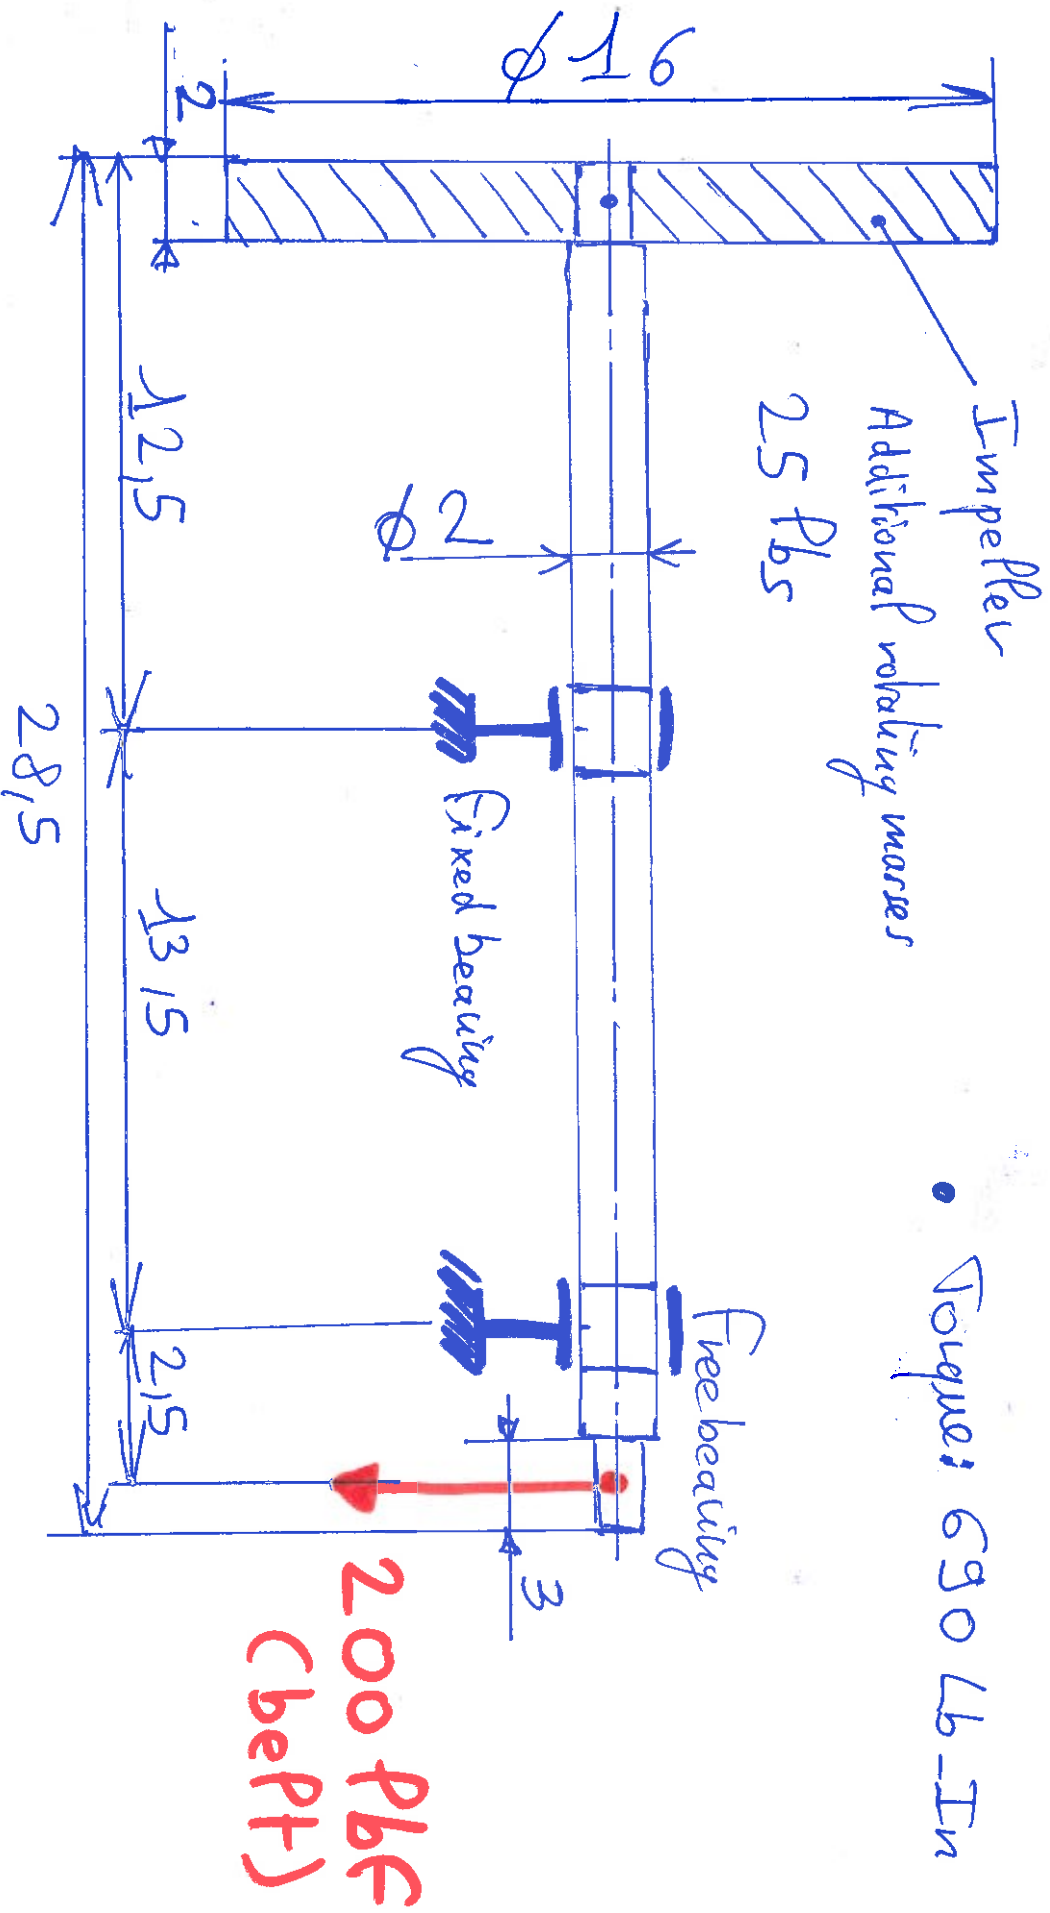 • Torque: 690 Lb-In
Impeller
Additional rotating masses
25 lbs
Free bearing
ø16
ø2
Fixed bearing
3
2
12,5
13,5
2,5
28,5
200 lbf
(belt)